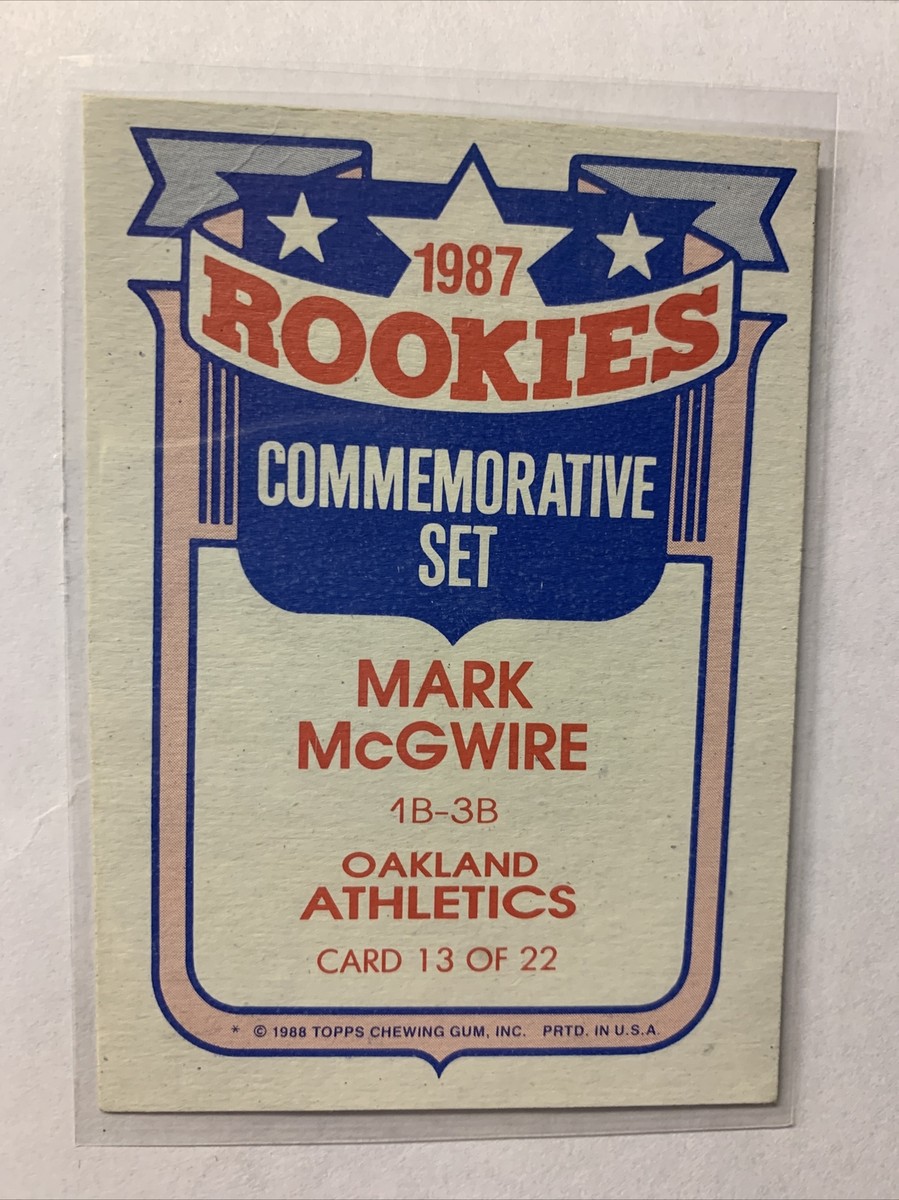 1987
ROOKIES
COMMEMORATIVE
SET
MARK
McGWIRE
1B-3B
OAKLAND
ATHLETICS
CARD 13 OF 22
* © 1988 TOPPS CHEWING GUM, INC. PRTD. IN U.S.A.